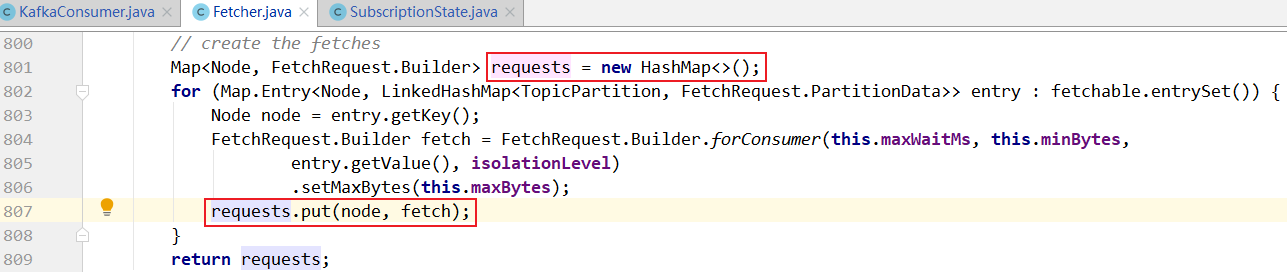 KafkaConsumer.java × Fetcher.java × SubscriptionState.java ×
800 // create the fetches
801 Map<Node, FetchRequest.Builder> requests = new HashMap<>();
802 for (Map.Entry<Node, LinkedHashMap<TopicPartition, FetchRequest.PartitionData>> entry : fetchable.entrySet()) {
803 Node node = entry.getKey();
804 FetchRequest.Builder fetch = FetchRequest.Builder.forConsumer(this.maxWaitMs, this.minBytes,
805 entry.getValue(), isolationLevel)
806 .setMaxBytes(this.maxBytes);
807 requests.put(node, fetch);
808 }
809 return requests;